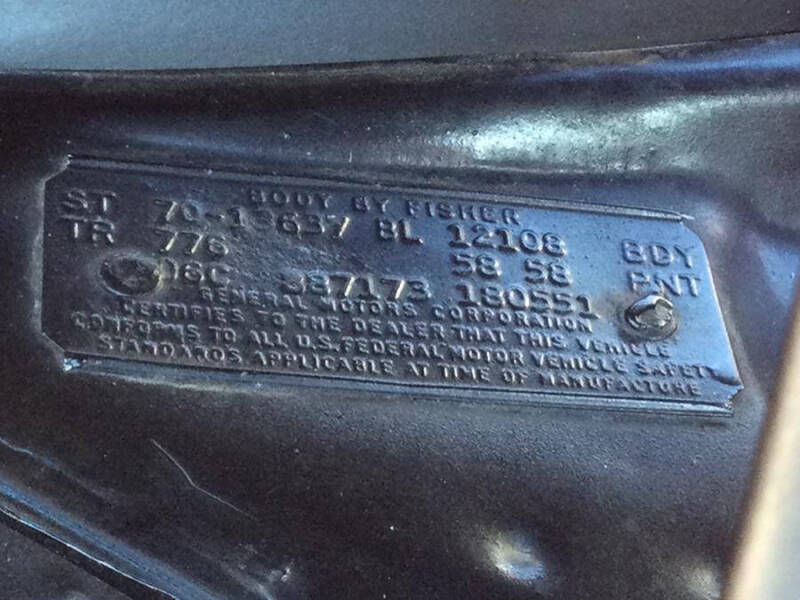 BODY BY FISHER
ST 70-13637 BL 12108 BDY
TR 776 58 58 PNT
06C 387173 180551
GENERAL MOTORS CORPORATION
CERTIFIES TO THE DEALER THAT THIS VEHICLE
CONFORMS TO ALL U.S. FEDERAL MOTOR VEHICLE SAFETY
STANDARDS APPLICABLE AT TIME OF MANUFACTURE